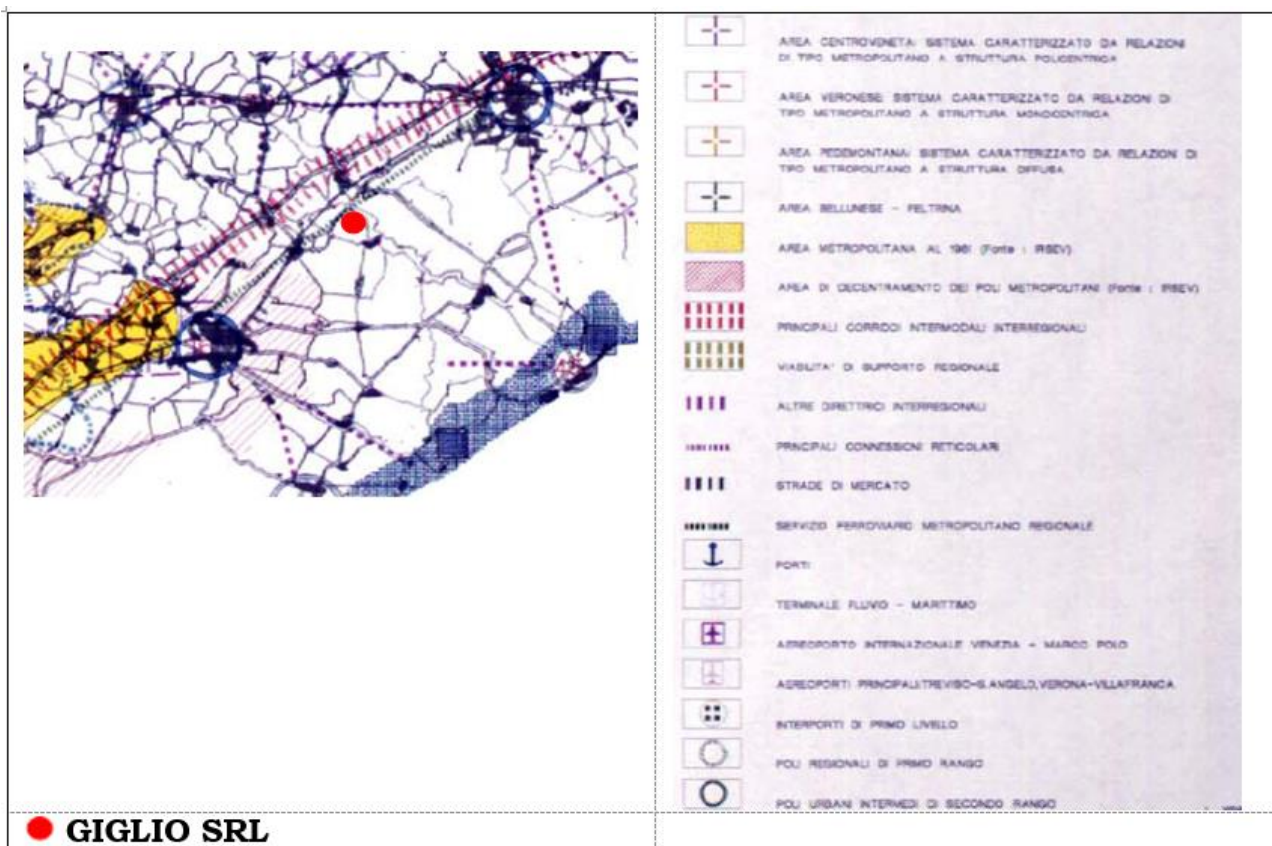 AREA CENTROVENETA: SISTEMA CARATTERIZZATO DA RELAZIONI
DI TIPO METROPOLITANO A STRUTTURA POLICENTRICA
AREA VERONESE: SISTEMA CARATTERIZZATO DA RELAZIONI DI
TIPO METROPOLITANO A STRUTTURA MONOCENTRICA
AREA PEDEMONTANA: SISTEMA CARATTERIZZATO DA RELAZIONI DI
TIPO METROPOLITANO A STRUTTURA DIFFUSA
AREA BELLUNESE - FELTRINA
AREA METROPOLITANA AL 1981 (Fonte : IRSEV)
AREA DI DECENTRAMENTO DEI POLI METROPOLITANI (Fonte : IRSEV)
PRINCIPALI CORRIDOI INTERMODALI INTERREGIONALI
VIABILITA' DI SUPPORTO REGIONALE
ALTRE DIRETTRICI INTERREGIONALI
PRINCIPALI CONNESSIONI RETICOLARI
STRADE DI MERCATO
SERVIZIO FERROVIARIO METROPOLITANO REGIONALE
PORTI
TERMINALE FLUVIO - MARITTIMO
AEREOPORTO INTERNAZIONALE VENEZIA - MARCO POLO
AEREOPORTI PRINCIPALI:TREVISO-S.ANGELO,VERONA-VILLAFRANCA
INTERPORTI DI PRIMO LIVELLO
POLI REGIONALI DI PRIMO RANGO
POLI URBANI INTERMEDI DI SECONDO RANGO
GIGLIO SRL